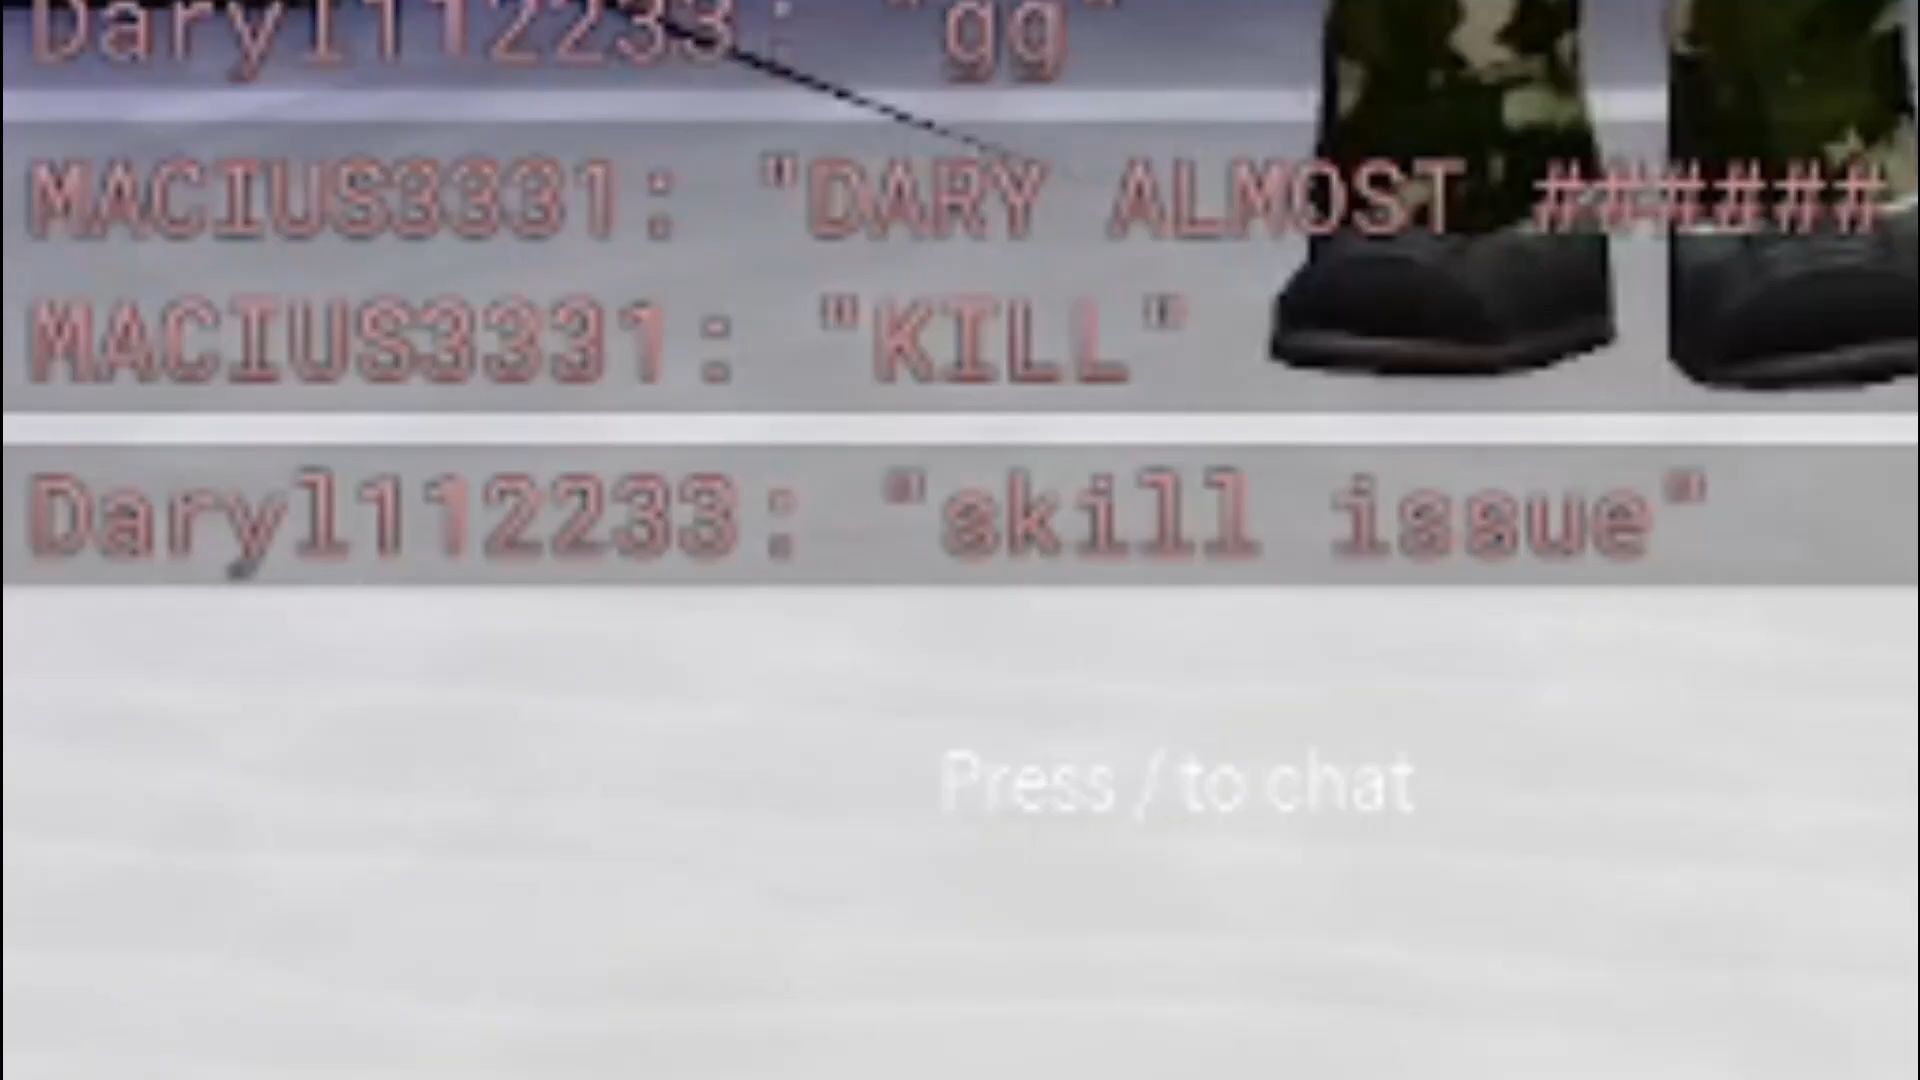 Daryl112233: "gg"
MACIUS3331: "DARY ALMOST ######
MACIUS3331: "KILL"
Daryl112233: "skill issue"
Press / to chat